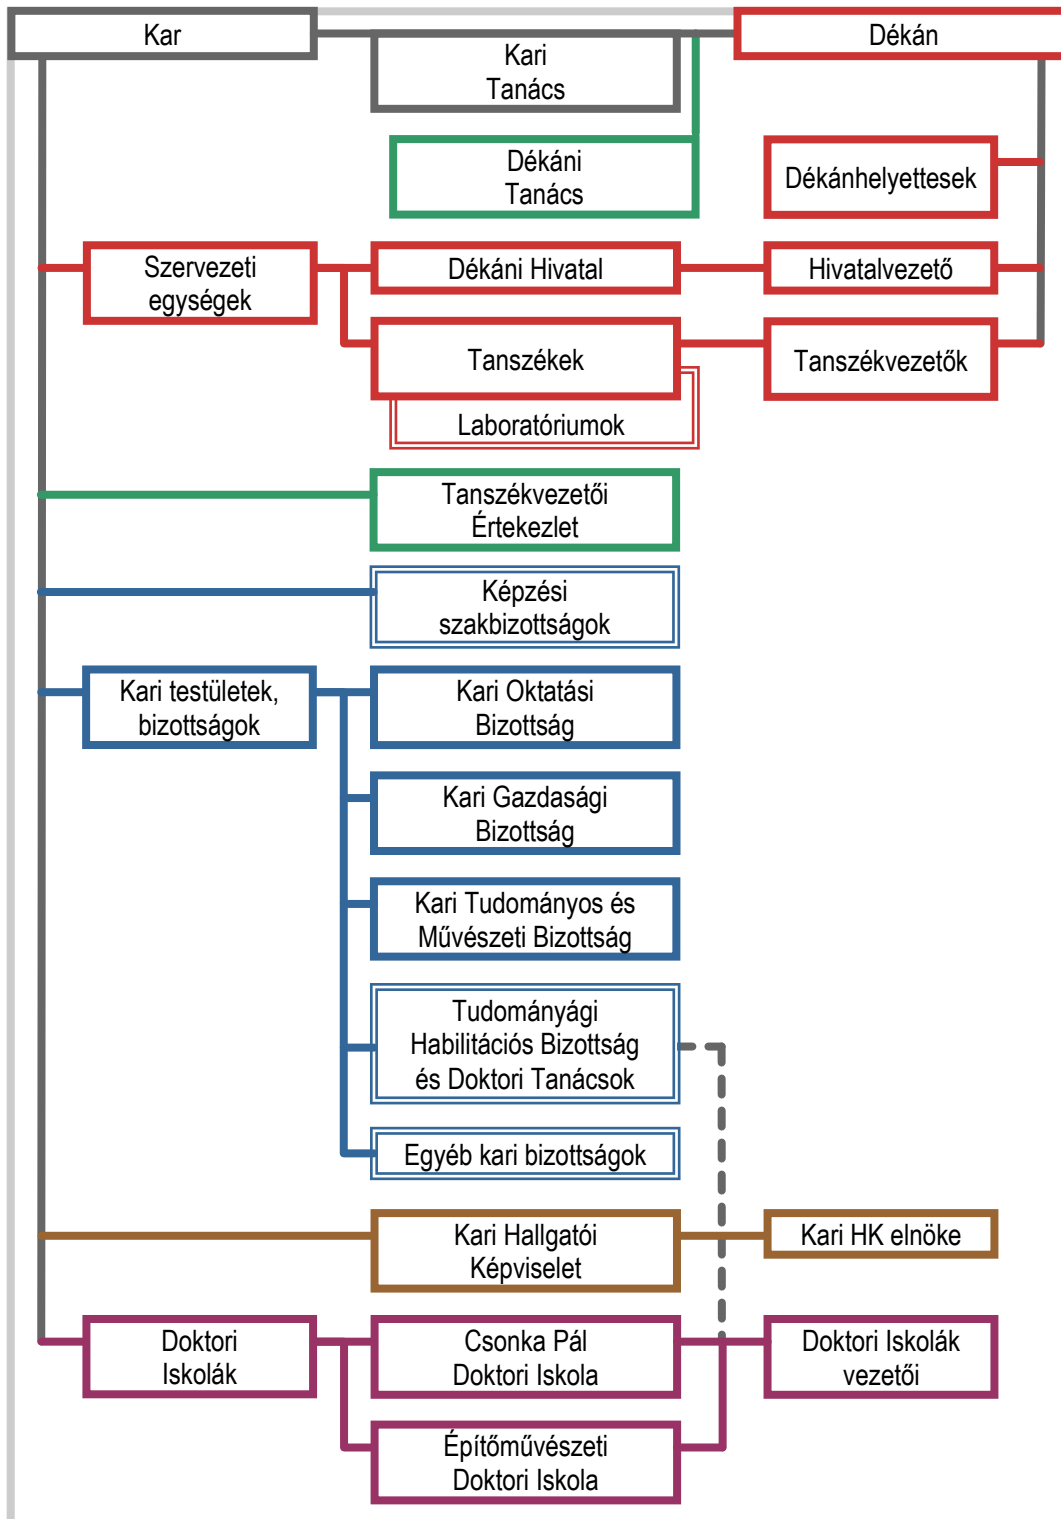 Kar
Kari
Tanács
Dékán
Dékáni
Tanács
Dékánhelyettesek
Szervezeti
egységek
Dékáni Hivatal
Hivatalvezető
Tanszékek
Tanszékvezetők
Laboratóriumok
Tanszékvezetői
Értekezlet
Képzési
szakbizottságok
Kari testületek,
bizottságok
Kari Oktatási
Bizottság
Kari Gazdasági
Bizottság
Kari Tudományos és
Művészeti Bizottság
Tudományági
Habilitációs Bizottság
és Doktori Tanácsok
Egyéb kari bizottságok
Kari Hallgatói
Képviselet
Kari HK elnöke
Doktori
Iskolák
Csonka Pál
Doktori Iskola
Doktori Iskolák
vezetői
Építőművészeti
Doktori Iskola